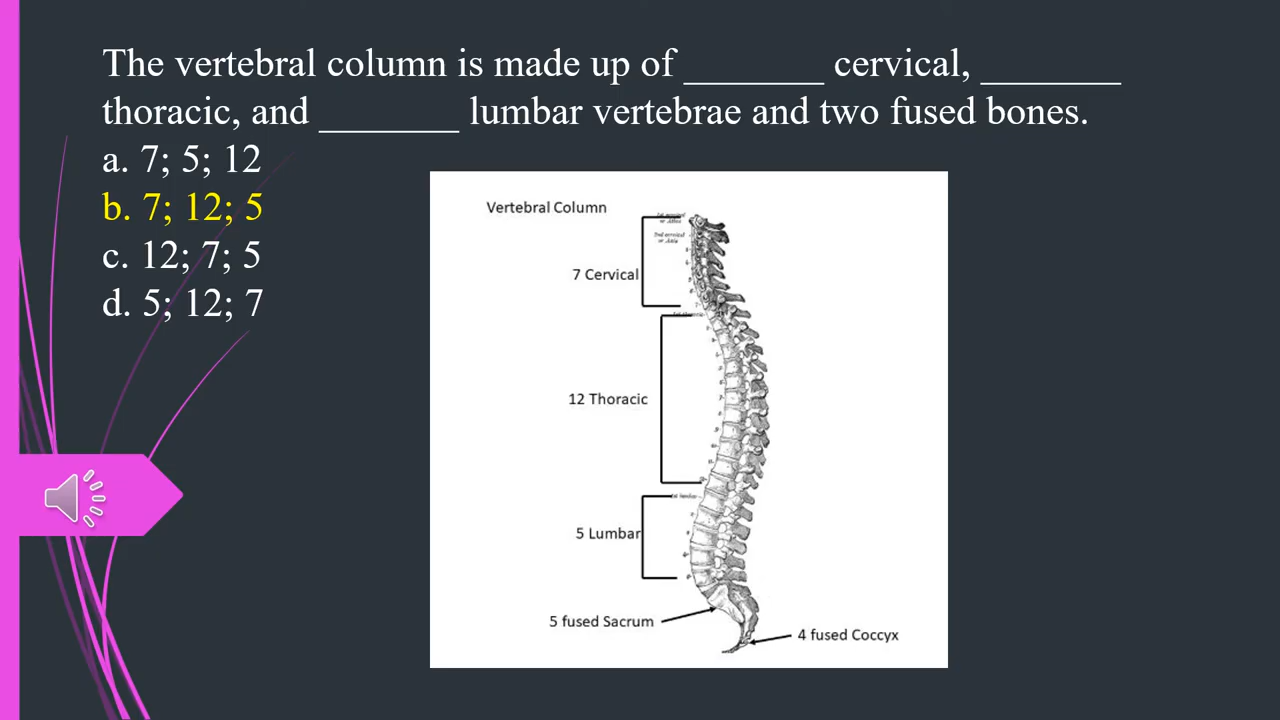 The vertebral column is made up of _______ cervical, _______
thoracic, and _______ lumbar vertebrae and two fused bones.
a. 7; 5; 12
b. 7; 12; 5
c. 12; 7; 5
d. 5; 12; 7
Vertebral Column
7 Cervical
12 Thoracic
5 Lumbar
5 fused Sacrum
4 fused Coccyx